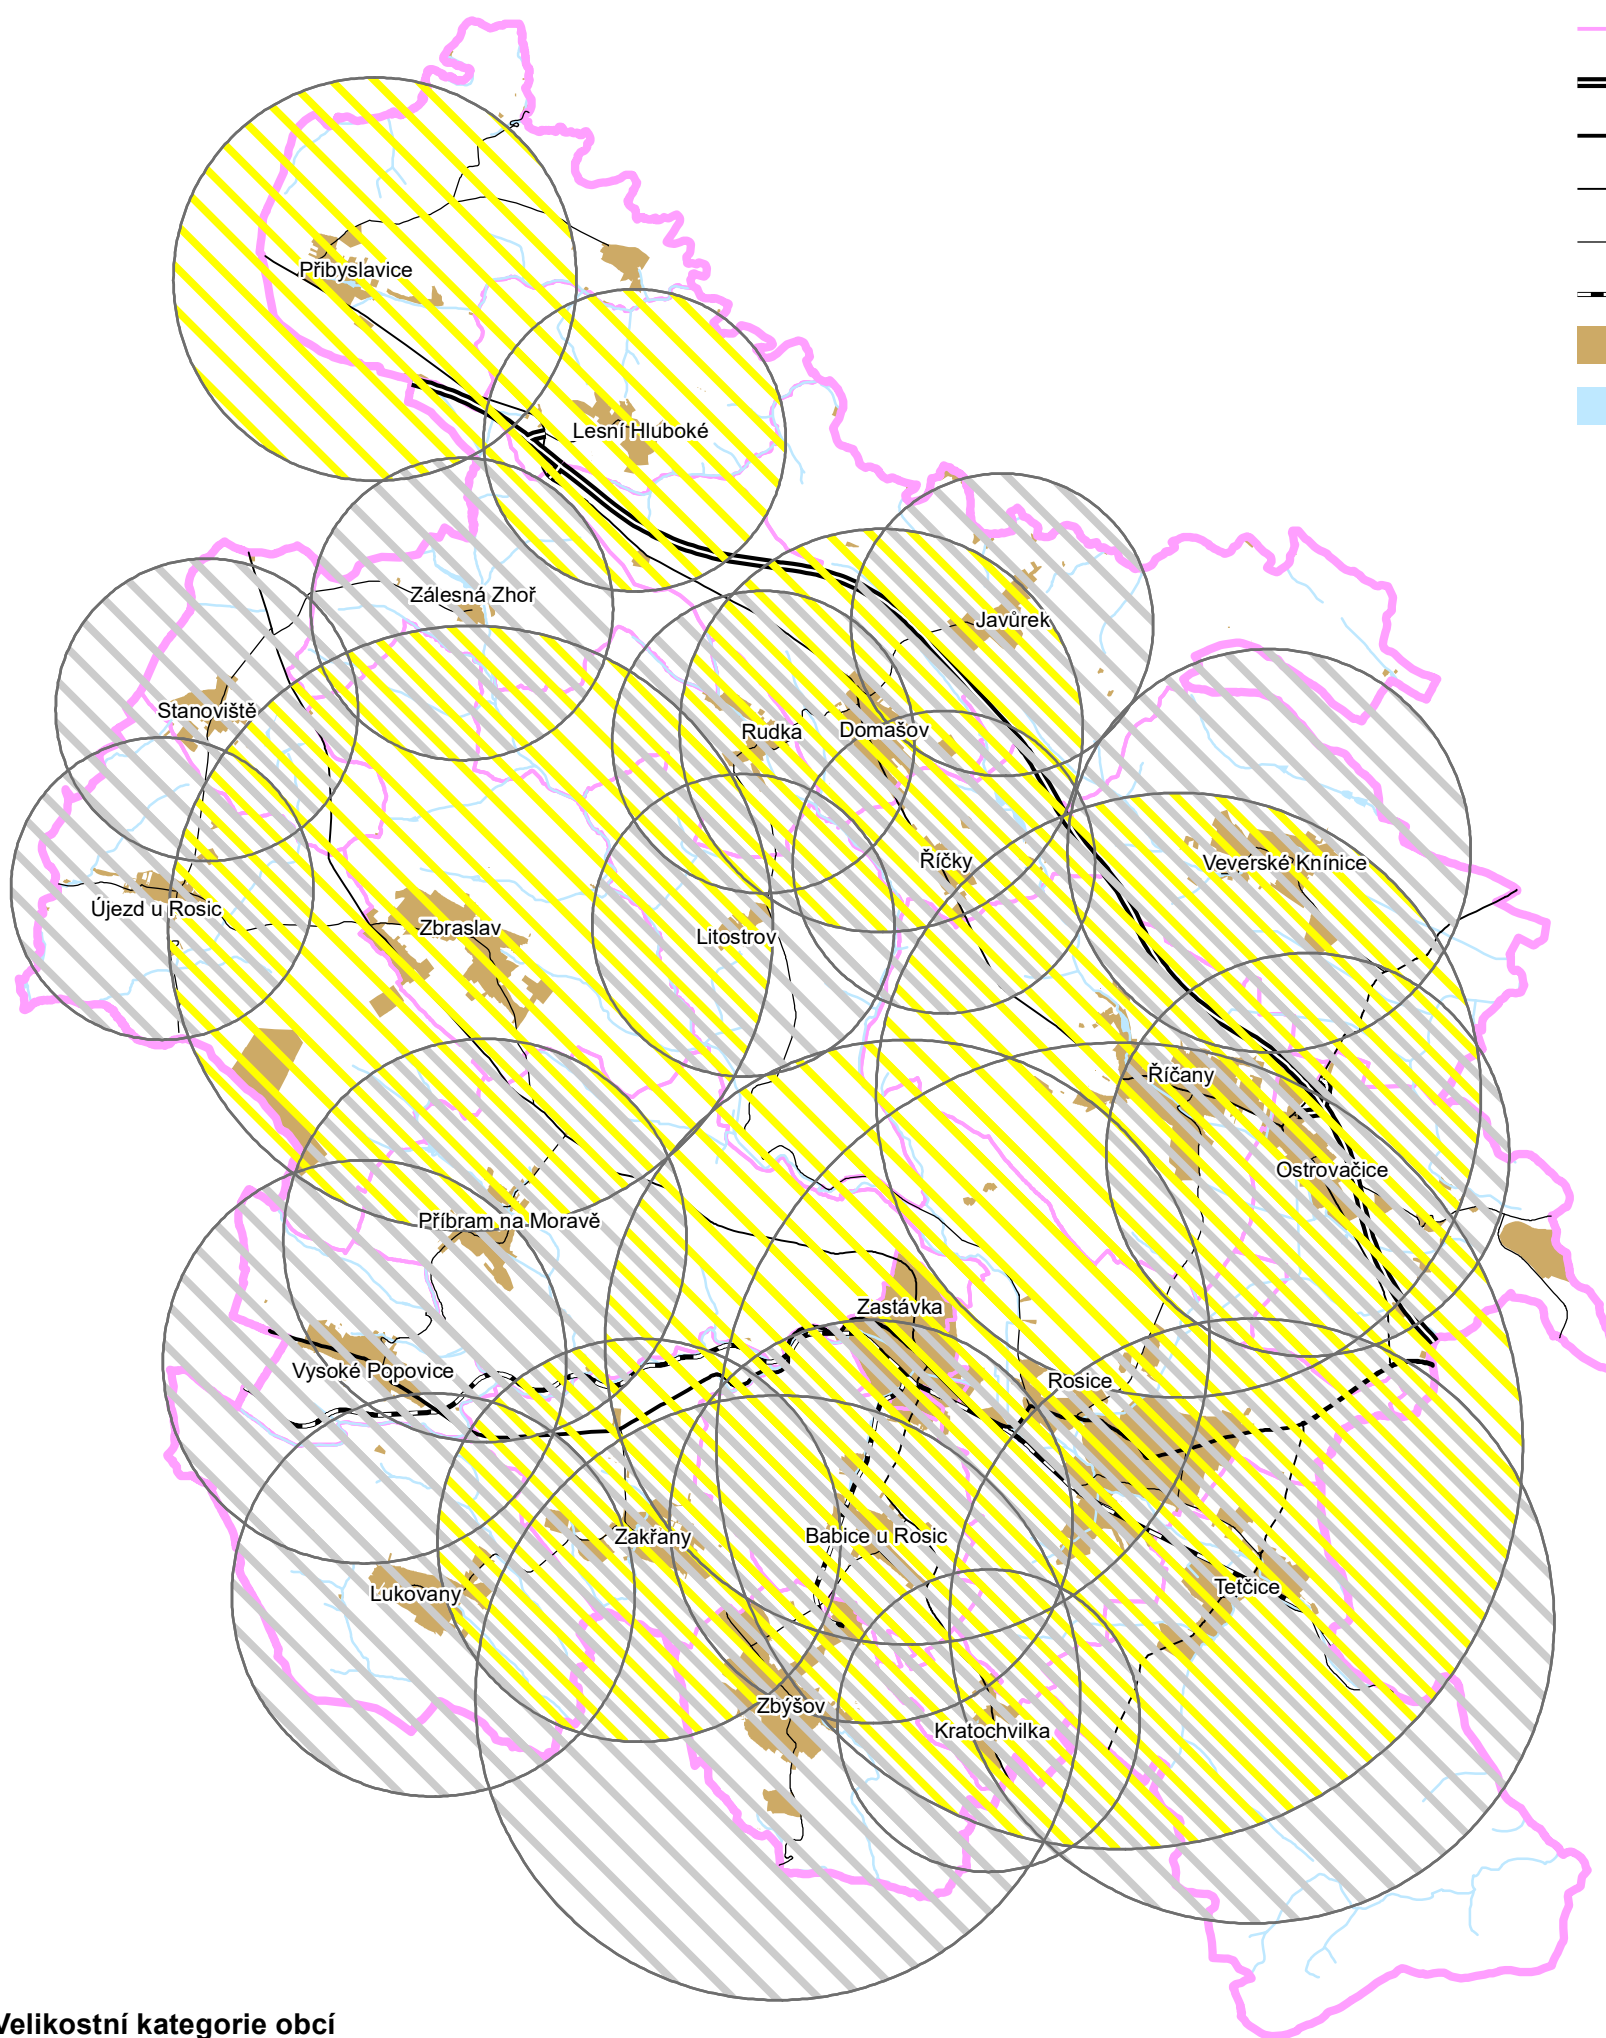 Přibyslavice
Lesní Hluboké
Zálesná Zhoř
Javůrek
Stanoviště
Rudka
Domašov
Říčky
Veverské Knínice
Újezd u Rosic
Zbraslav
Litostrov
Říčany
Ostrovačice
Příbram na Moravě
Zastávka
Vysoké Popovice
Rosice
Zakřany
Babice u Rosic
Lukovany
Tetčice
Zbýšov
Kratochvilka
Velikostní kategorie obcí